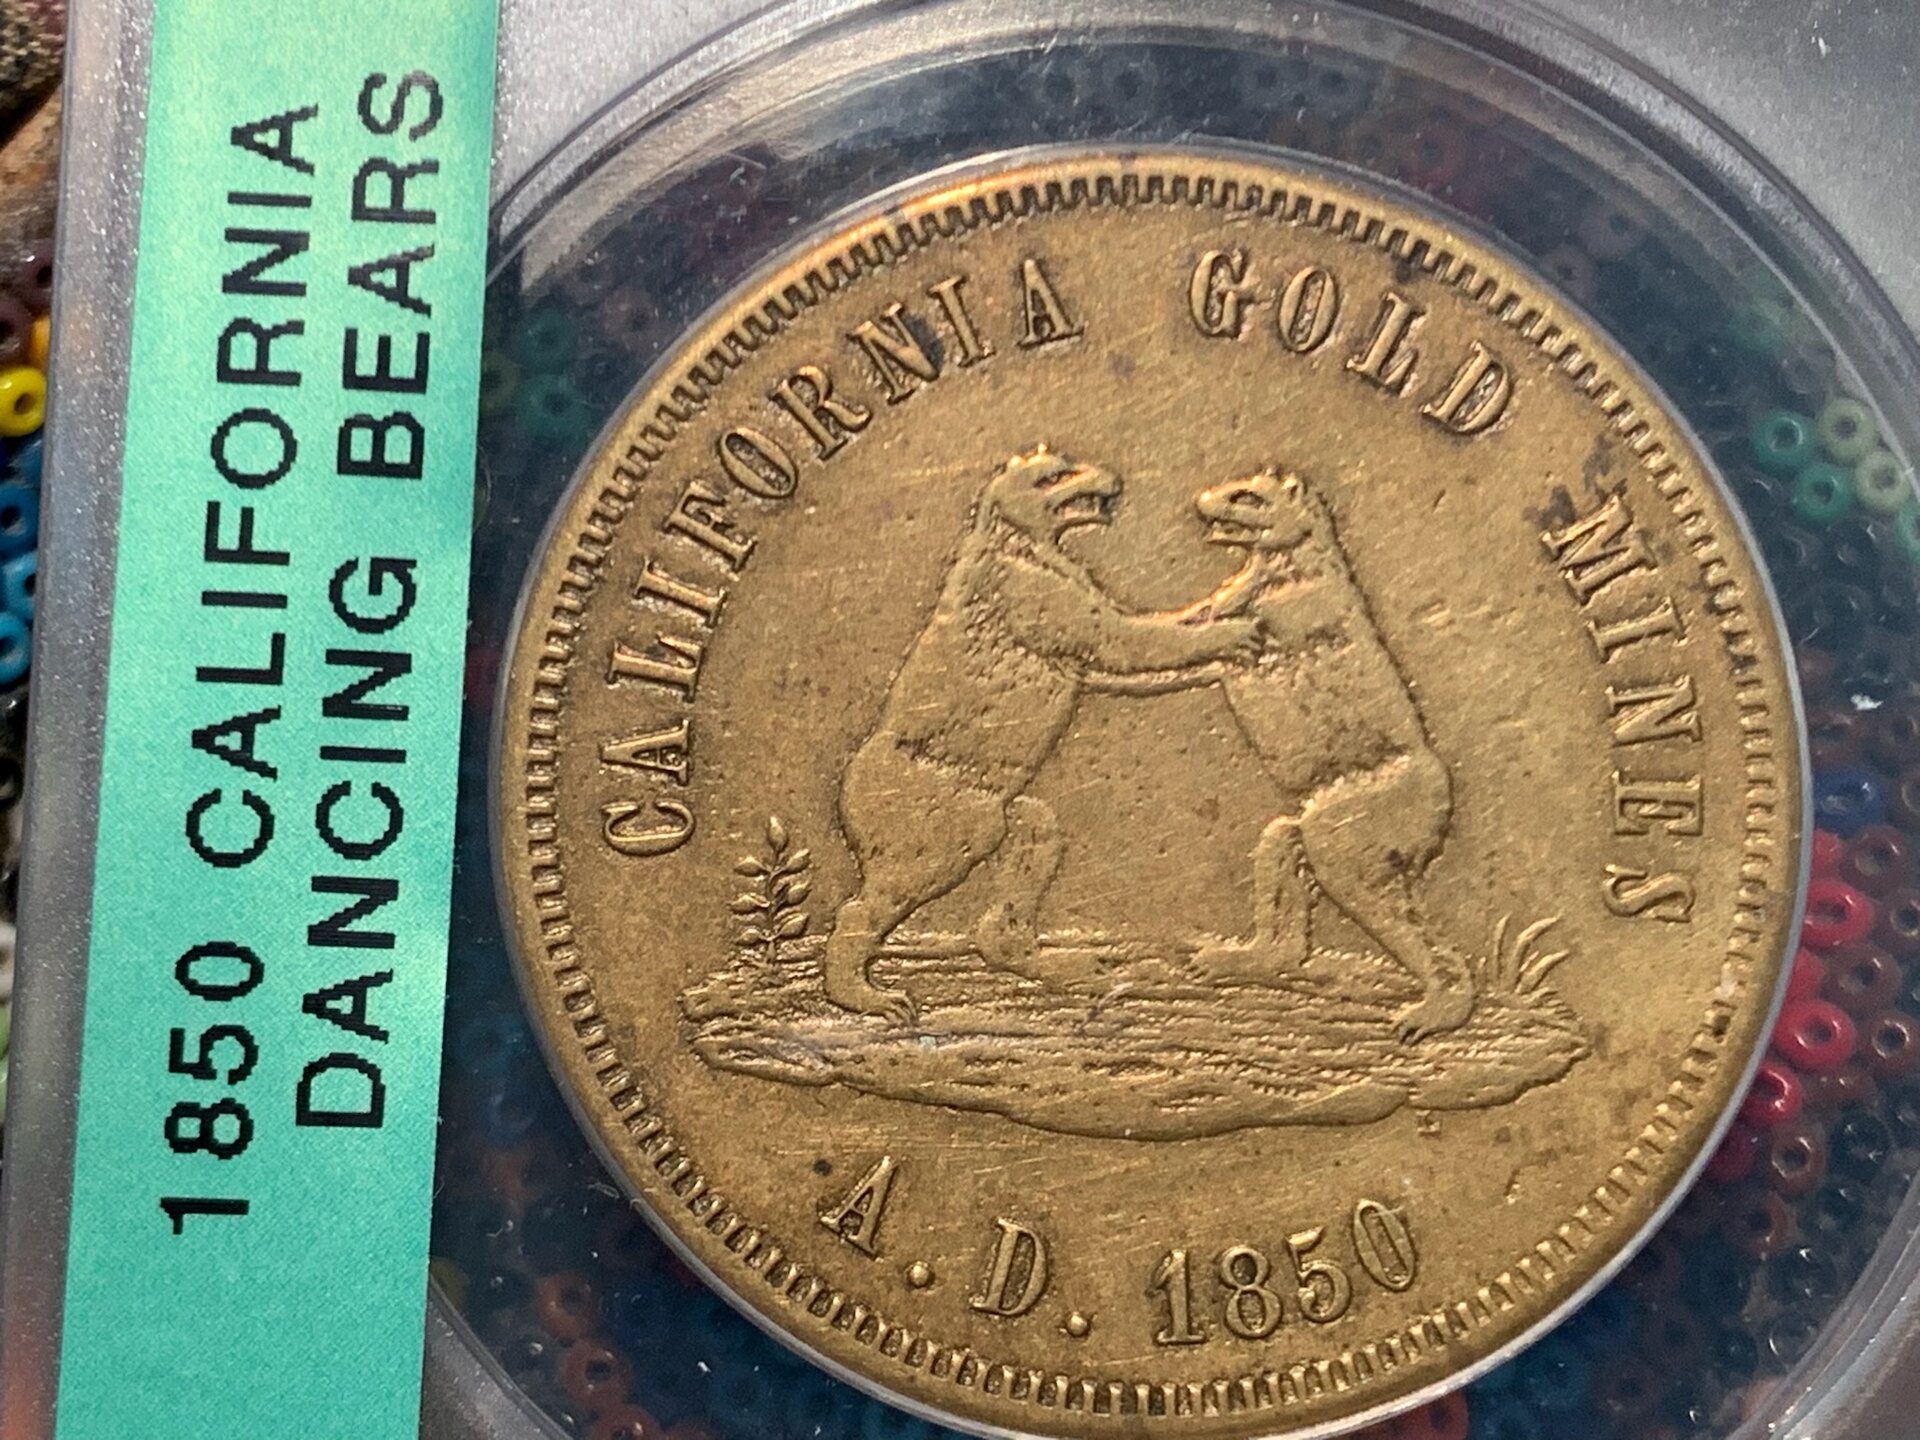 1850 CALIFORNIA
DANCING BEARS
CALIFORNIA GOLD MINES
A. D. 1850